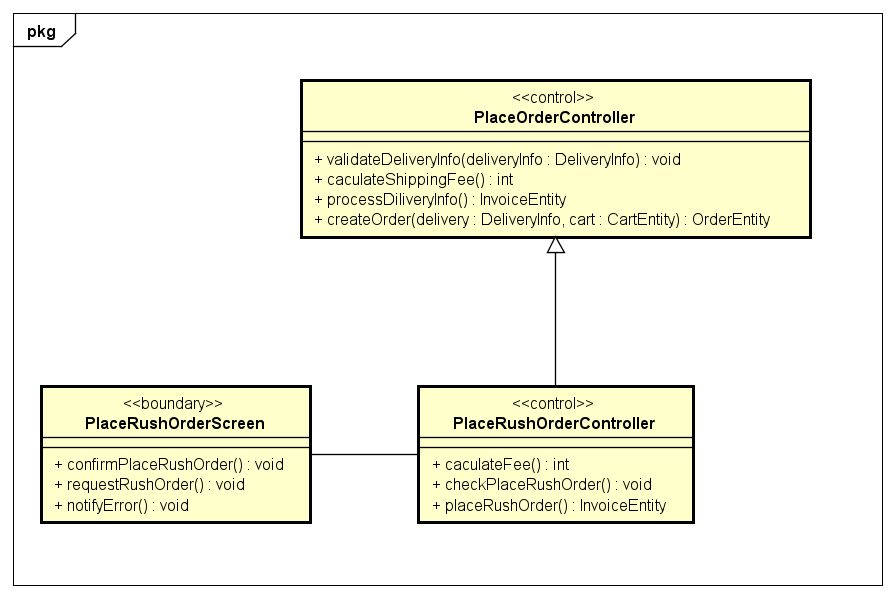 pkg
<<control>>
PlaceOrderController
+ validateDeliveryInfo(deliveryInfo : DeliveryInfo) : void
+ caculateShippingFee() : int
+ processDiliveryInfo() : InvoiceEntity
+ createOrder(delivery : DeliveryInfo, cart : CartEntity) : OrderEntity
<<boundary>>
PlaceRushOrderScreen
+ confirmPlaceRushOrder() : void
+ requestRushOrder() : void
+ notifyError() : void
<<control>>
PlaceRushOrderController
+ caculateFee() : int
+ checkPlaceRushOrder() : void
+ placeRushOrder() : InvoiceEntity